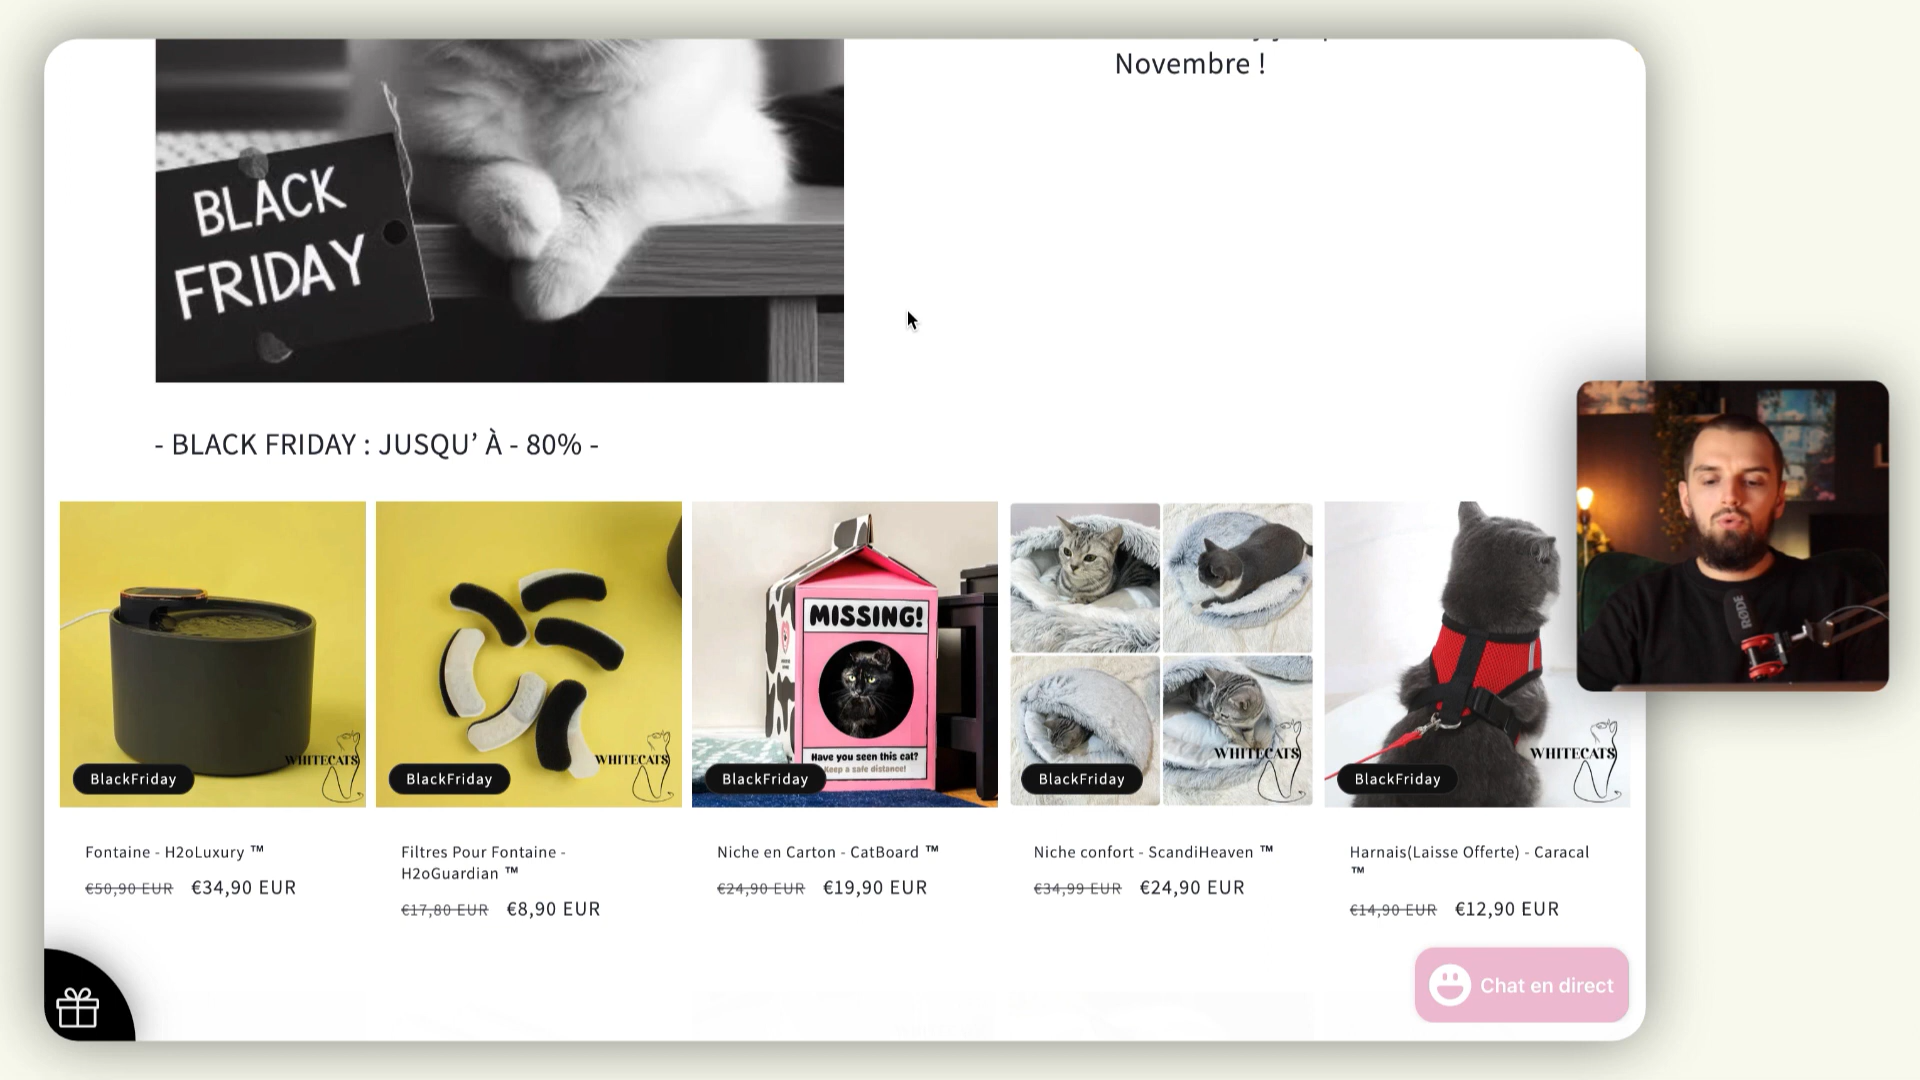 Novembre !
BLACK
FRIDAY
- BLACK FRIDAY : JUSQU’ À - 80% -
MISSING!
Have you seen this cat?
Keep a safe distance!
WHITECATS
WHITECATS
WHITECATS
WHITECATS
RØDE
BlackFriday
BlackFriday
BlackFriday
BlackFriday
BlackFriday
Fontaine - H2oLuxury ™
€50,90 EUR €34,90 EUR
Filtres Pour Fontaine -
H2oGuardian ™
€17,80 EUR €8,90 EUR
Niche en Carton - CatBoard ™
€24,90 EUR €19,90 EUR
Niche confort - ScandiHeaven ™
€34,99 EUR €24,90 EUR
Harnais(Laisse Offerte) - Caracal
™
€14,90 EUR €12,90 EUR
Chat en direct